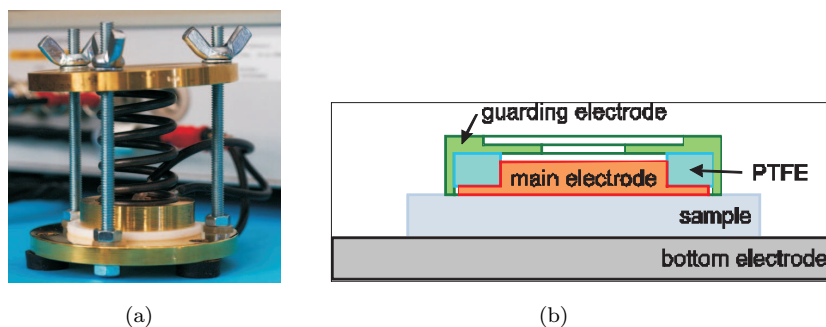 guarding electrode
main electrode
PTFE
sample
bottom electrode
(a)
(b)